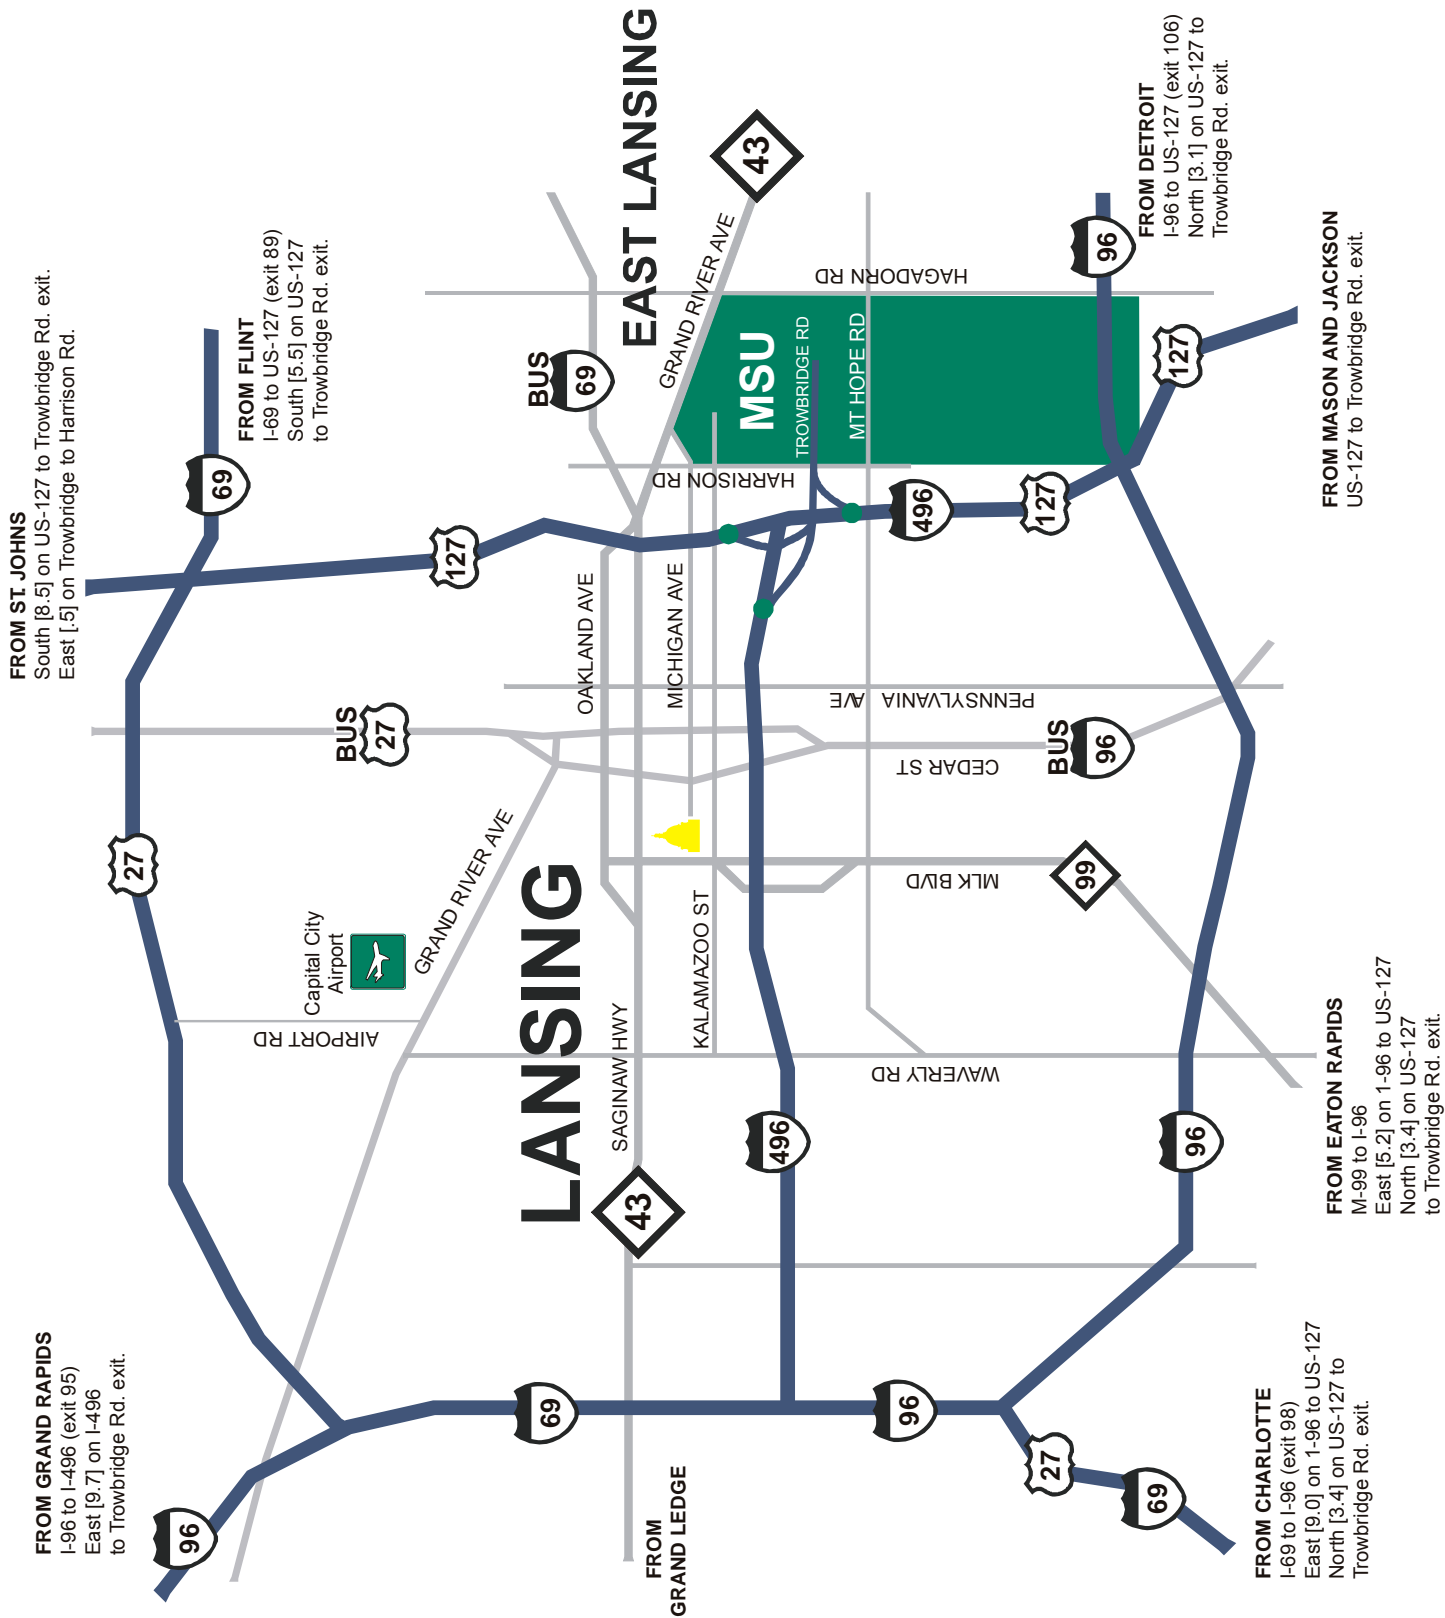 FROM ST. JOHNS
South [8.5] on US-127 to Trowbridge Rd. exit.
East [.5] on Trowbridge to Harrison Rd.
FROM FLINT
I-69 to US-127 (exit 89)
South [5.5] on US-127
to Trowbridge Rd. exit.
FROM GRAND RAPIDS
I-96 to I-496 (exit 95)
East [9.7] on I-496
to Trowbridge Rd. exit.
96
27
69
127
BUS
27
Capital City
Airport
AIRPORT RD
GRAND RIVER AVE
LANSING
EAST LANSING
BUS
69
69
43
SAGINAW HWY
OAKLAND AVE
MICHIGAN AVE
KALAMAZOO ST
HARRISON RD
GRAND RIVER AVE
43
MSU
TROWBRIDGE RD
MT HOPE RD
HAGADORN RD
FROM
GRAND LEDGE
496
496
WAVERLY RD
MLK BLVD
CEDAR ST
PENNSYLVANIA AVE
96
99
BUS
96
127
96
27
69
96
127
FROM DETROIT
I-96 to US-127 (exit 106)
North [3.1] on US-127 to
Trowbridge Rd. exit.
FROM CHARLOTTE
I-69 to I-96 (exit 98)
East [9.0] on 1-96 to US-127
North [3.4] on US-127 to
Trowbridge Rd. exit.
FROM EATON RAPIDS
M-99 to I-96
East [5.2] on 1-96 to US-127
North [3.4] on US-127
to Trowbridge Rd. exit.
FROM MASON AND JACKSON
US-127 to Trowbridge Rd. exit.